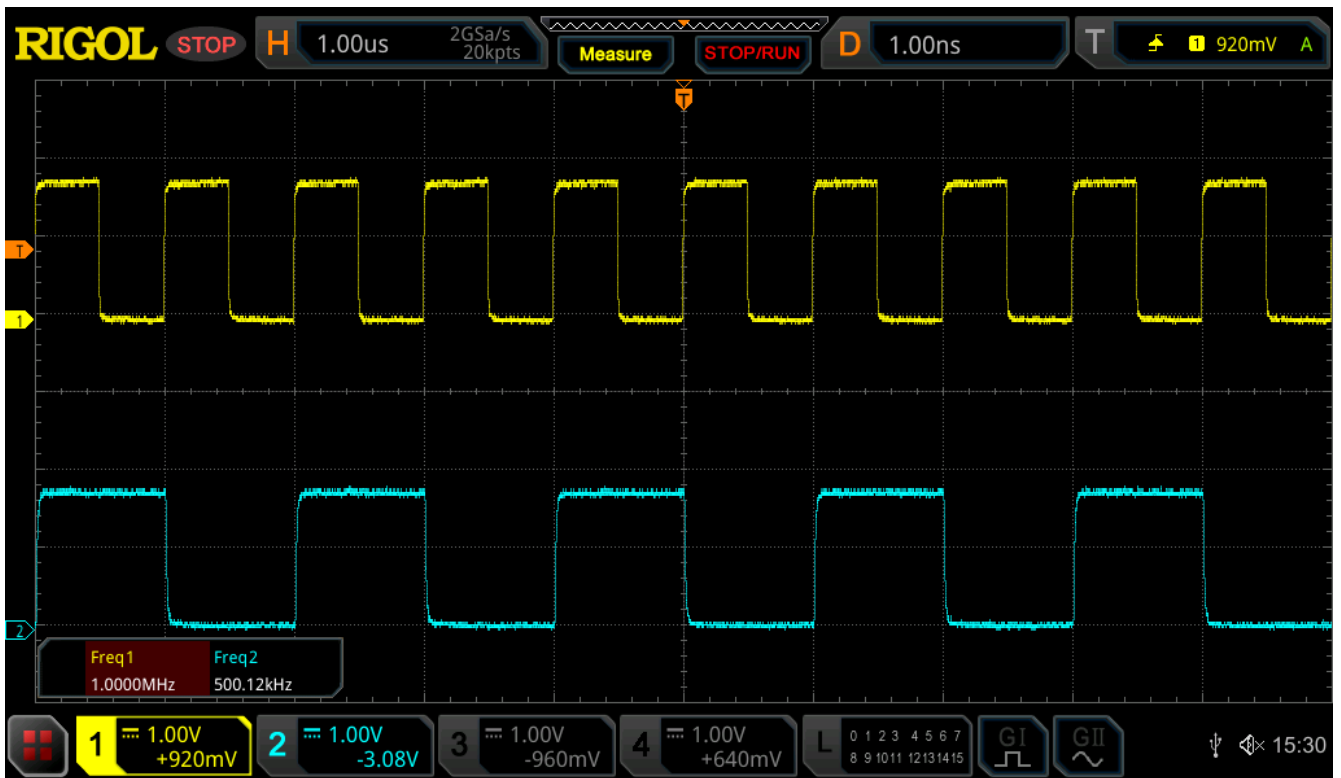 RIGOL STOP H 1.00us 2GSa/s 20kpts Measure STOP/RUN D 1.00ns T 1 920mV A
T
T
1
2
Freq1 Freq2
1.0000MHz 500.12kHz
1 1.00V +920mV 2 1.00V -3.08V 3 1.00V -960mV 4 1.00V +640mV L 0 1 2 3 4 5 6 7 8 9 10 11 12 13 14 15 GI GII 15:30